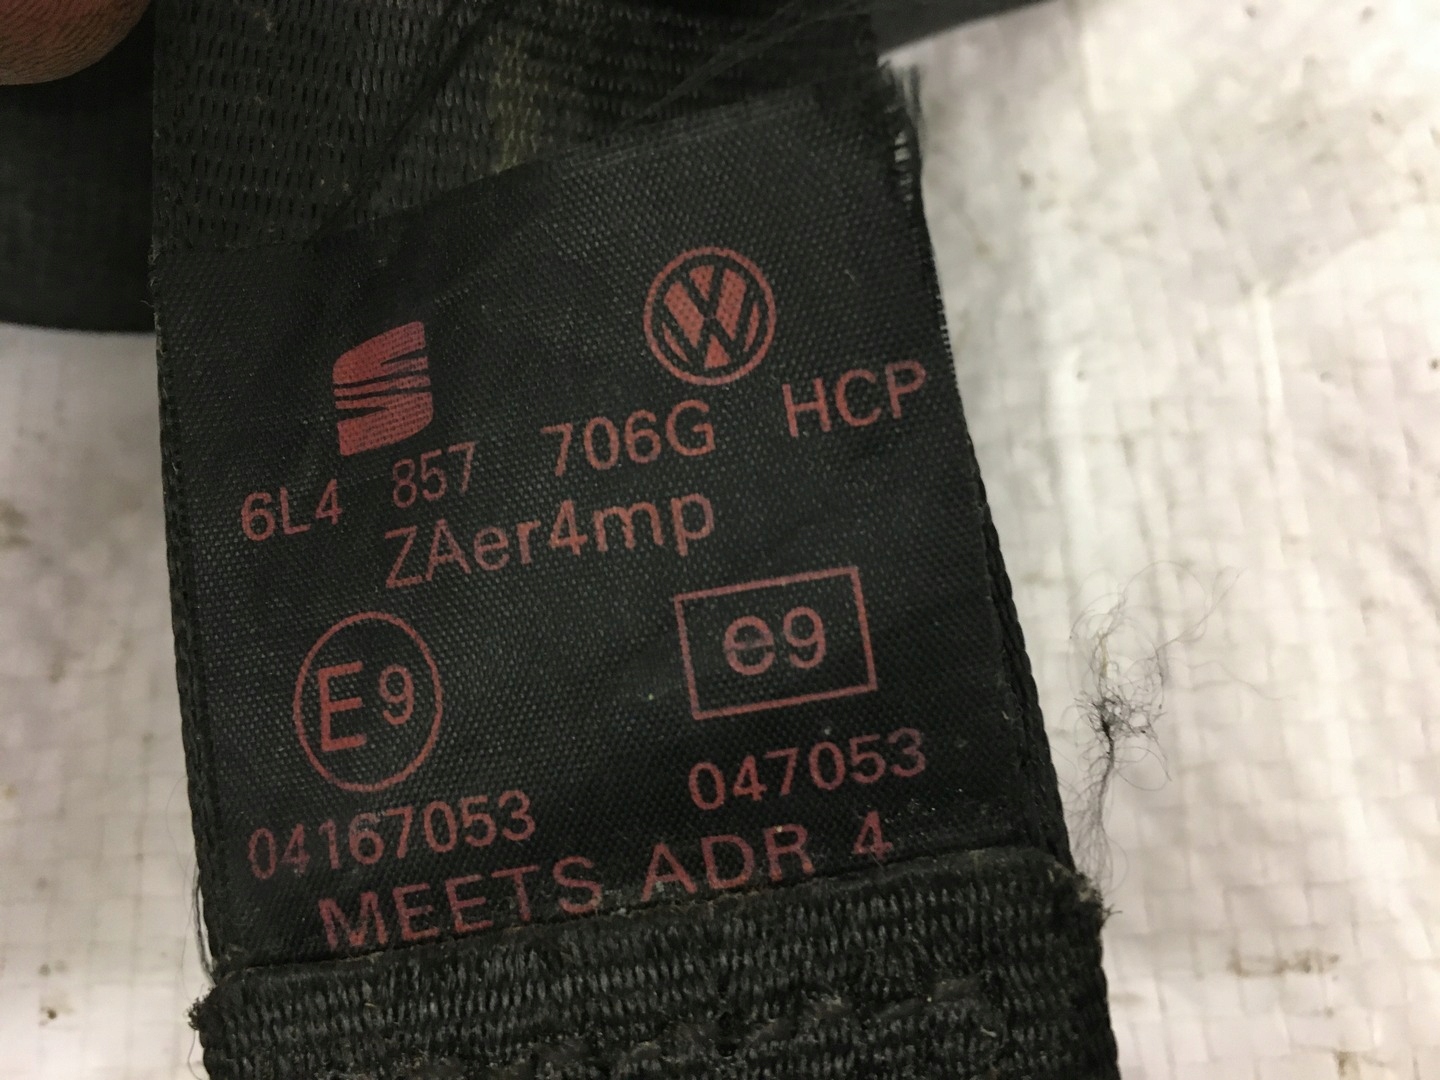 6L4 857 706G HCP
ZAer4mp
E9 e9
04167053 047053
MEETS ADR 4